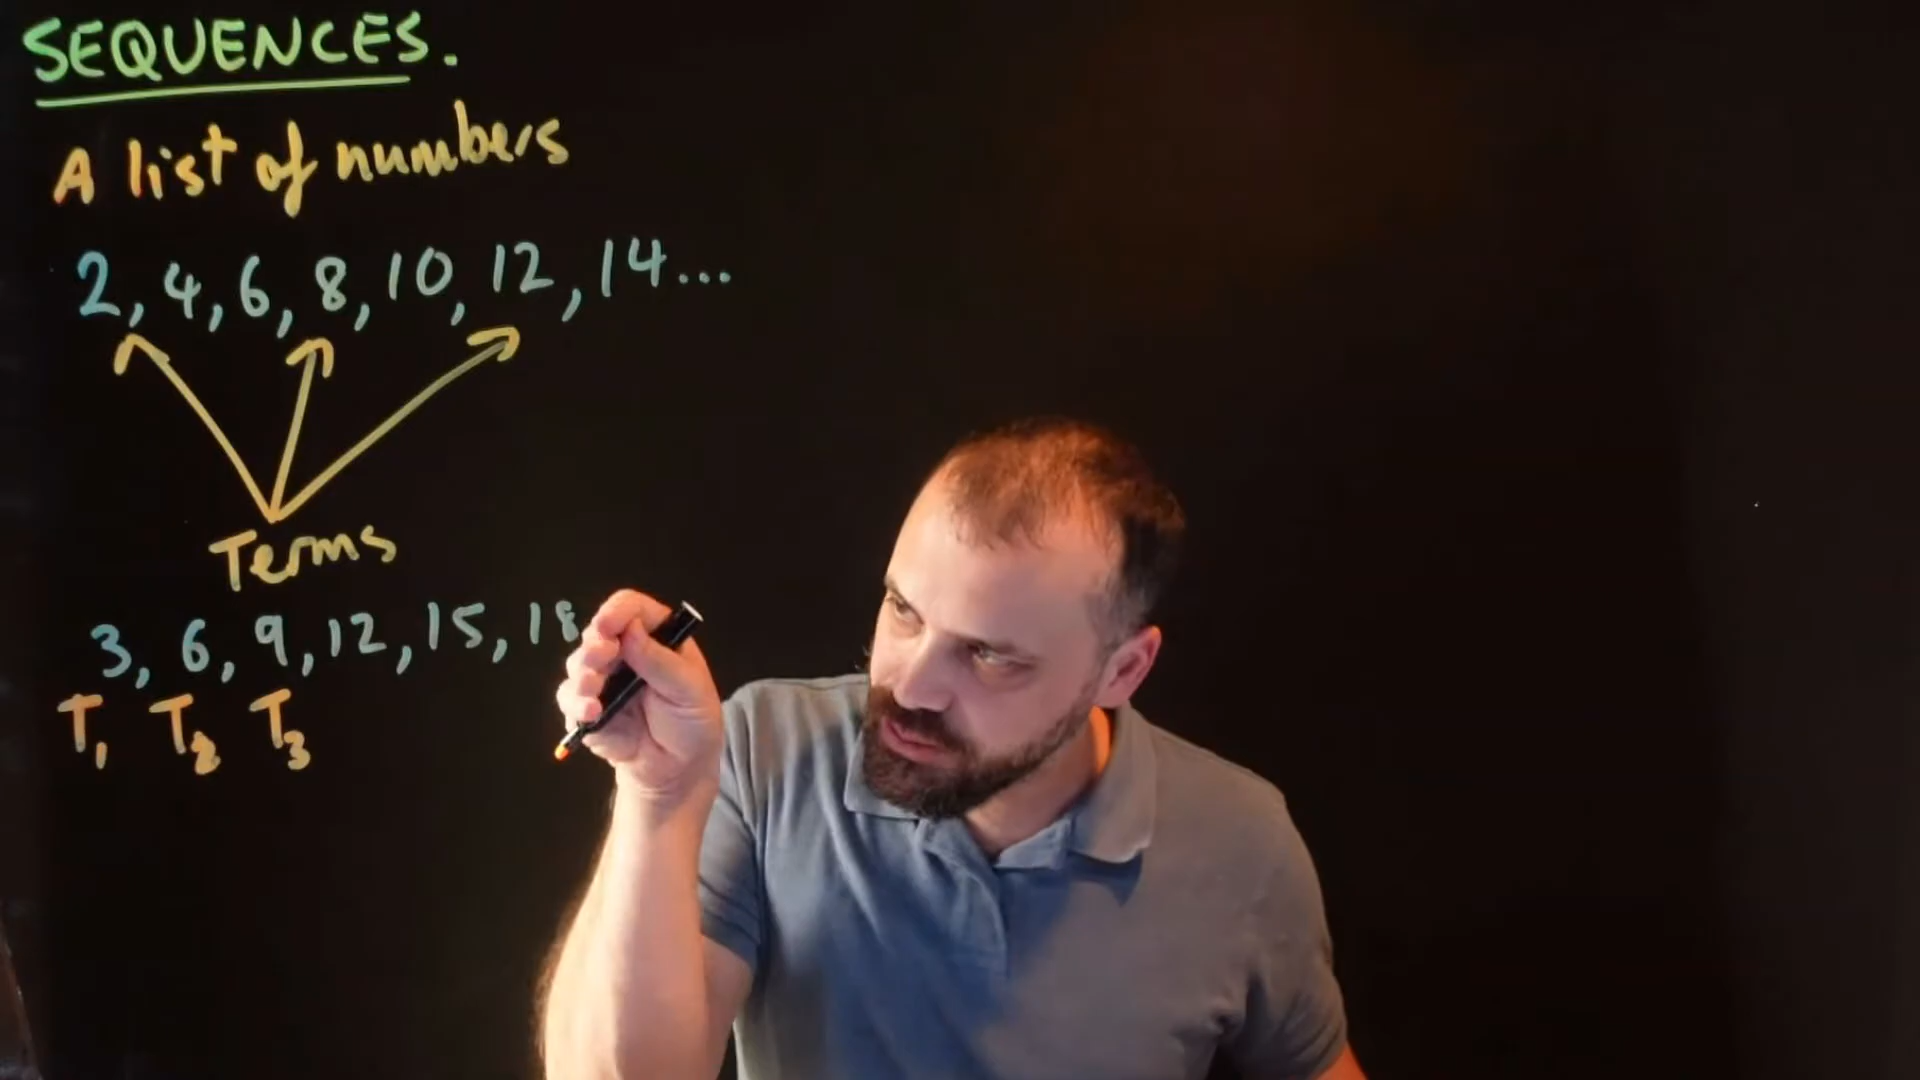 SEQUENCES.
A list of numbers
2, 4, 6, 8, 10, 12, 14...
Terms
3, 6, 9, 12, 15, 18
T1 T2 T3